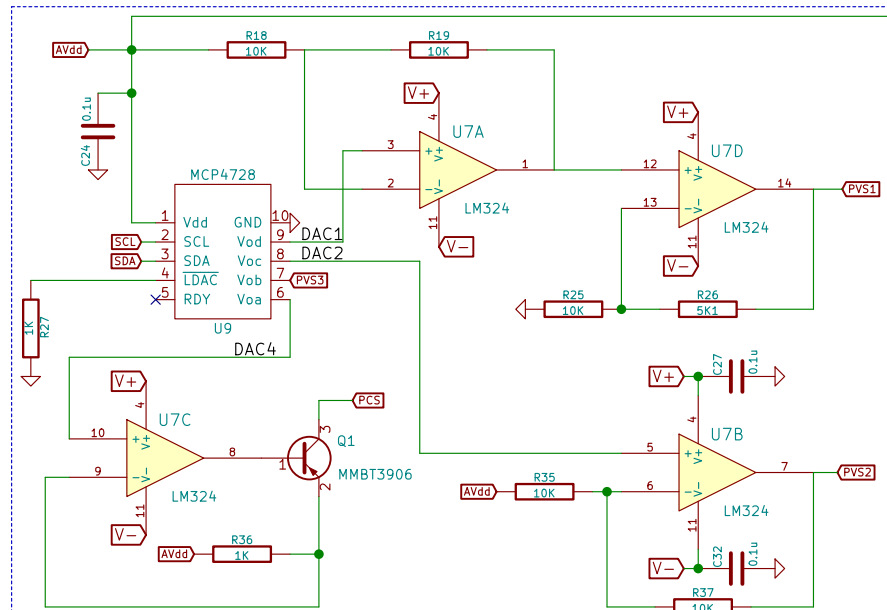 R18
R19
AVdd
10K
10K
0.1u
C24
V+
4
U7A
3
+
V+
1
2
−
V−
LM324
11
V−
V+
4
U7D
12
+
V+
14
PVS1
13
−
V−
LM324
11
V−
MCP4728
1
Vdd
GND
10
SCL
2
SCL
Vod
9
DAC1
SDA
3
SDA
Voc
8
DAC2
4
LDAC
Vob
7
PVS3
5
RDY
Voa
6
U9
1K
R27
R25
10K
R26
5K1
DAC4
V+
4
U7C
10
+
V+
8
9
−
V−
LM324
11
V−
PCS
3
Q1
1
MMBT3906
2
R36
AVdd
1K
V+
C27
0.1u
4
U7B
5
+
V+
7
PVS2
R35
AVdd
10K
6
−
V−
LM324
11
V−
C32
0.1u
R37
10K